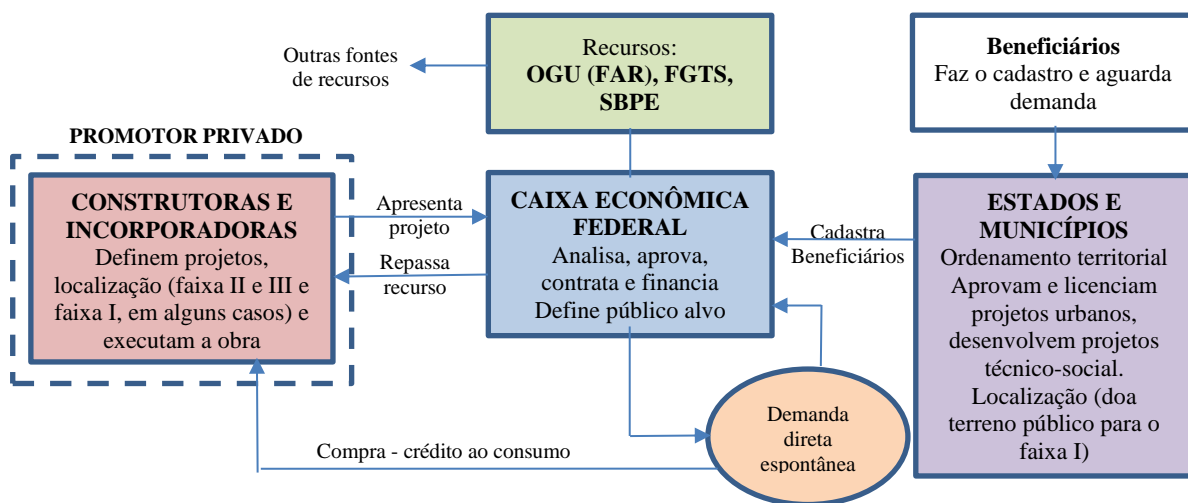 Outras fontes
de recursos
Recursos:
OGU (FAR), FGTS,
SBPE
Beneficiários
Faz o cadastro e aguarda
demanda
PROMOTOR PRIVADO
CONSTRUTORAS E
INCORPORADORAS
Definem projetos,
localização (faixa II e III e
faixa I, em alguns casos) e
executam a obra
Apresenta
projeto
Repassa
recurso
CAIXA ECONÔMICA
FEDERAL
Analisa, aprova,
contrata e financia
Define público alvo
Cadastra
Beneficiários
ESTADOS E
MUNICÍPIOS
Ordenamento territorial
Aprovam e licenciam
projetos urbanos,
desenvolvem projetos
técnico-social.
Localização (doa
terreno público para o
faixa I)
Demanda
direta
espontânea
Compra - crédito ao consumo